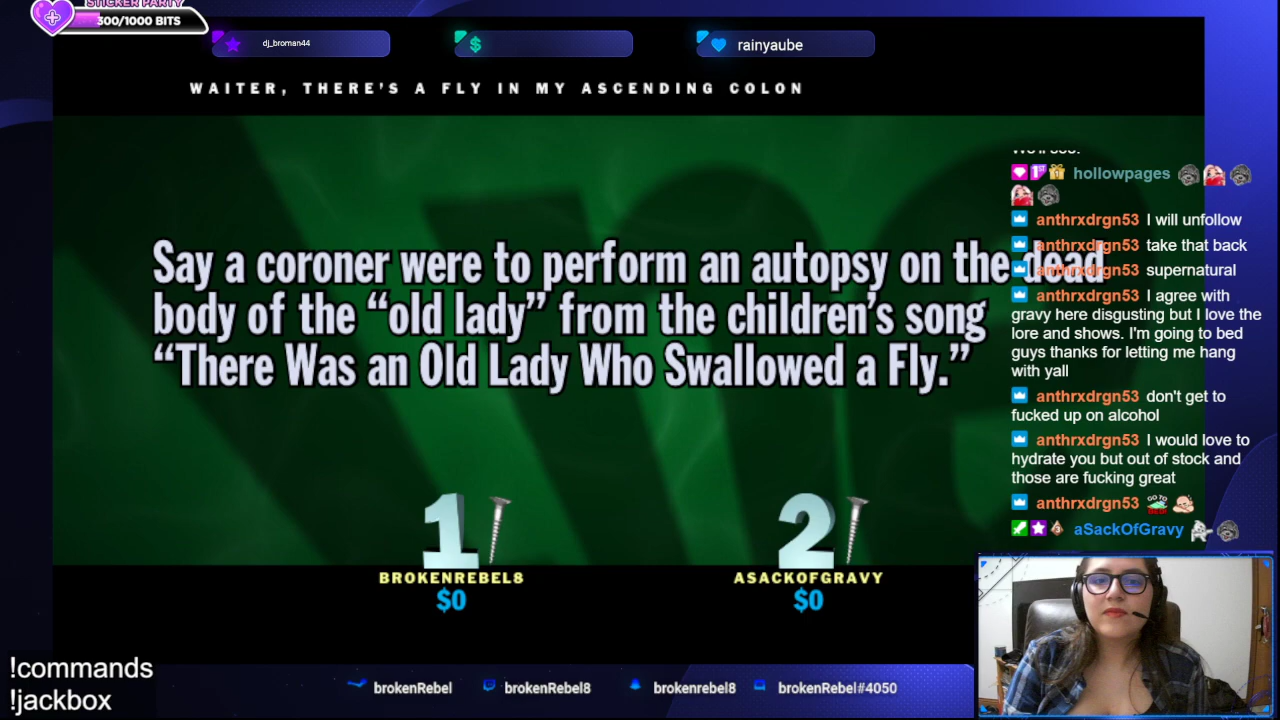 STICKER PARTY
300/1000 BITS
dj_broman44
rainyaube
WAITER, THERE'S A FLY IN MY ASCENDING COLON
Say a coroner were to perform an autopsy on the dead
body of the “old lady” from the children’s song
“There Was an Old Lady Who Swallowed a Fly.”
1
BROKENREBEL8
$0
2
ASACKOFGRAVY
$0
hollowpages
anthrxdrgn53 I will unfollow
anthrxdrgn53 take that back
anthrxdrgn53 supernatural
anthrxdrgn53 I agree with
gravy here disgusting but I love the
lore and shows. I'm going to bed
guys thanks for letting me hang
with yall
anthrxdrgn53 don't get to
fucked up on alcohol
anthrxdrgn53 I would love to
hydrate you but out of stock and
those are fucking great
anthrxdrgn53
aSackOfGravy
!commands
!jackbox
brokenRebel
brokenRebel8
brokenrebel8
brokenRebel#4050